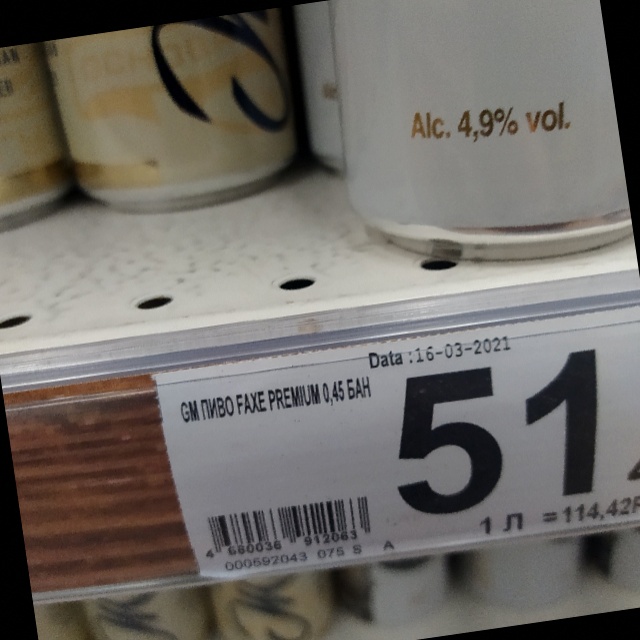 Alc. 4,9% vol.
Data :16-03-2021
GM ПИВО FAXE PREMIUM 0,45 БАН
51
1 Л =114,42
4 680036 912063
000592043 075 S A